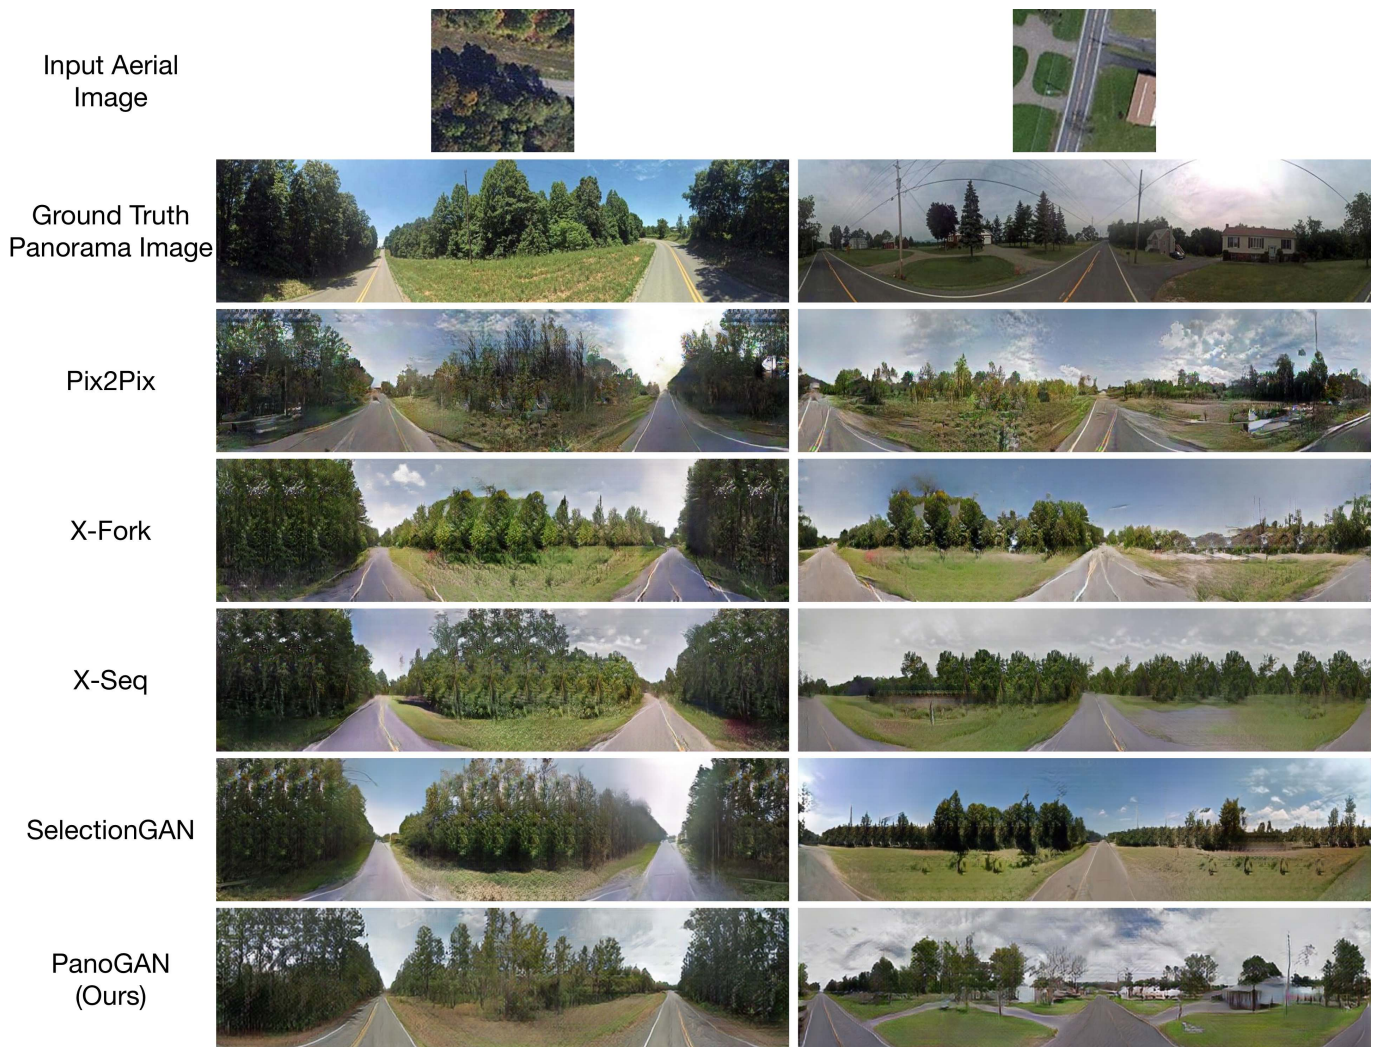 Input Aerial
Image
Ground Truth
Panorama Image
Pix2Pix
X-Fork
X-Seq
SelectionGAN
PanoGAN
(Ours)